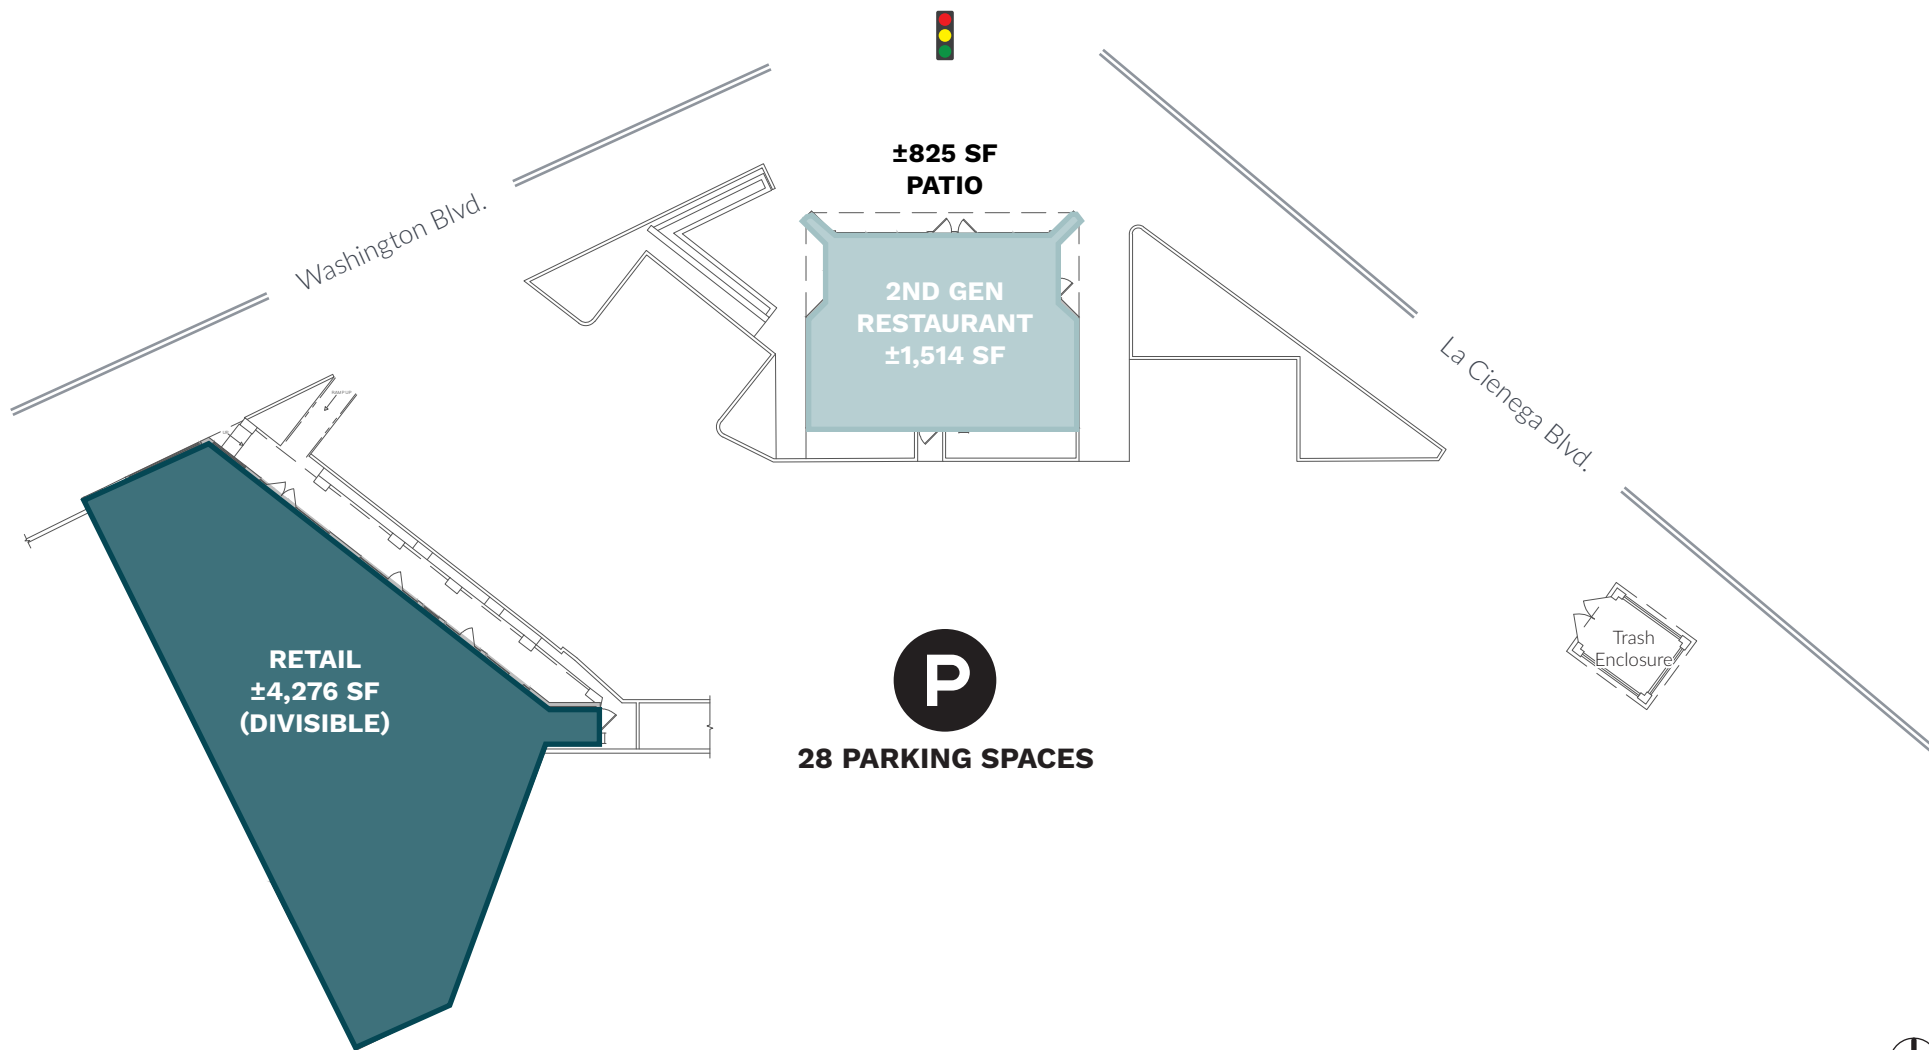 ±825 SF
PATIO
Washington Blvd.
2ND GEN
RESTAURANT
±1,514 SF
La Cienega Blvd.
RETAIL
±4,276 SF
(DIVISIBLE)
P
28 PARKING SPACES
Trash
Enclosure